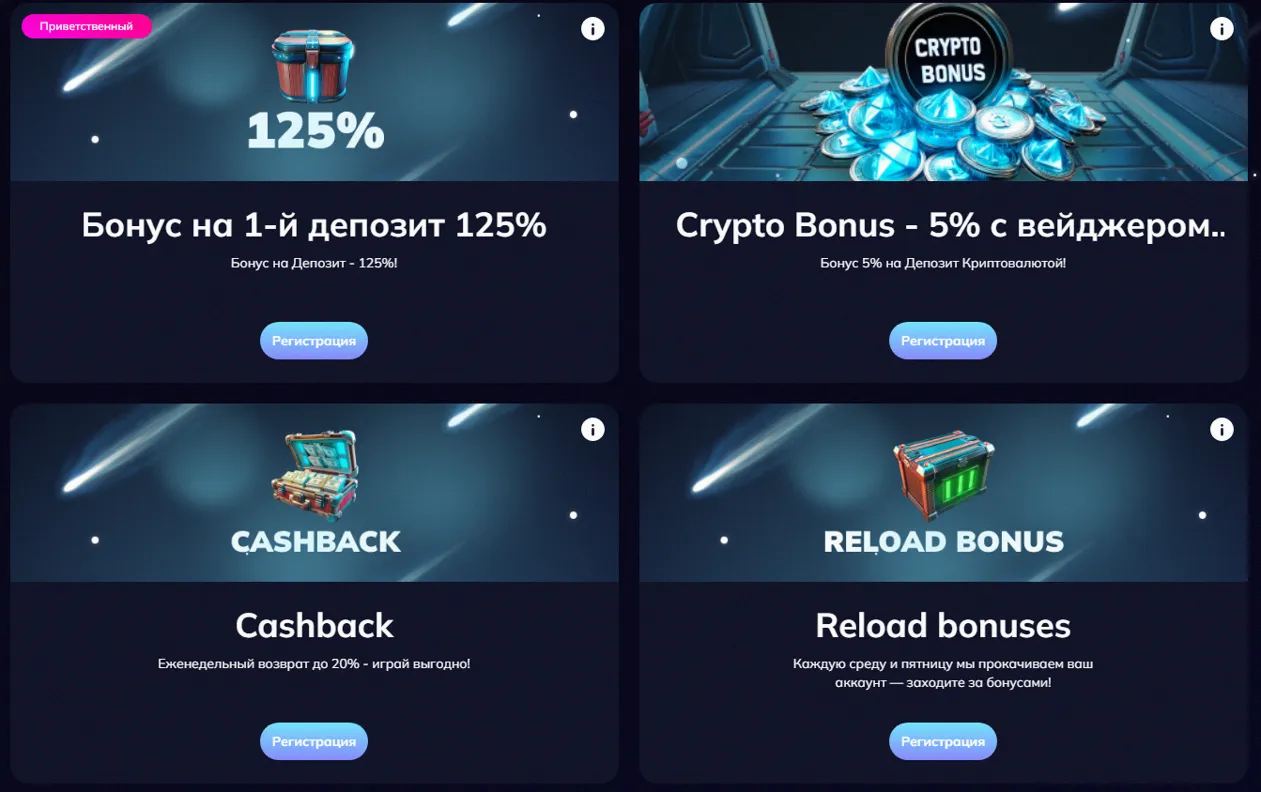 Приветственный
125%
Бонус на 1-й депозит 125%
Бонус на Депозит - 125%!
Регистрация
CRYPTO
BONUS
Crypto Bonus - 5% с вейджером..
Бонус 5% на Депозит Криптовалютой!
Регистрация
CASHBACK
Cashback
Еженедельный возврат до 20% - играй выгодно!
Регистрация
RELOAD BONUS
Reload bonuses
Каждую среду и пятницу мы прокачиваем ваш
аккаунт — заходите за бонусами!
Регистрация